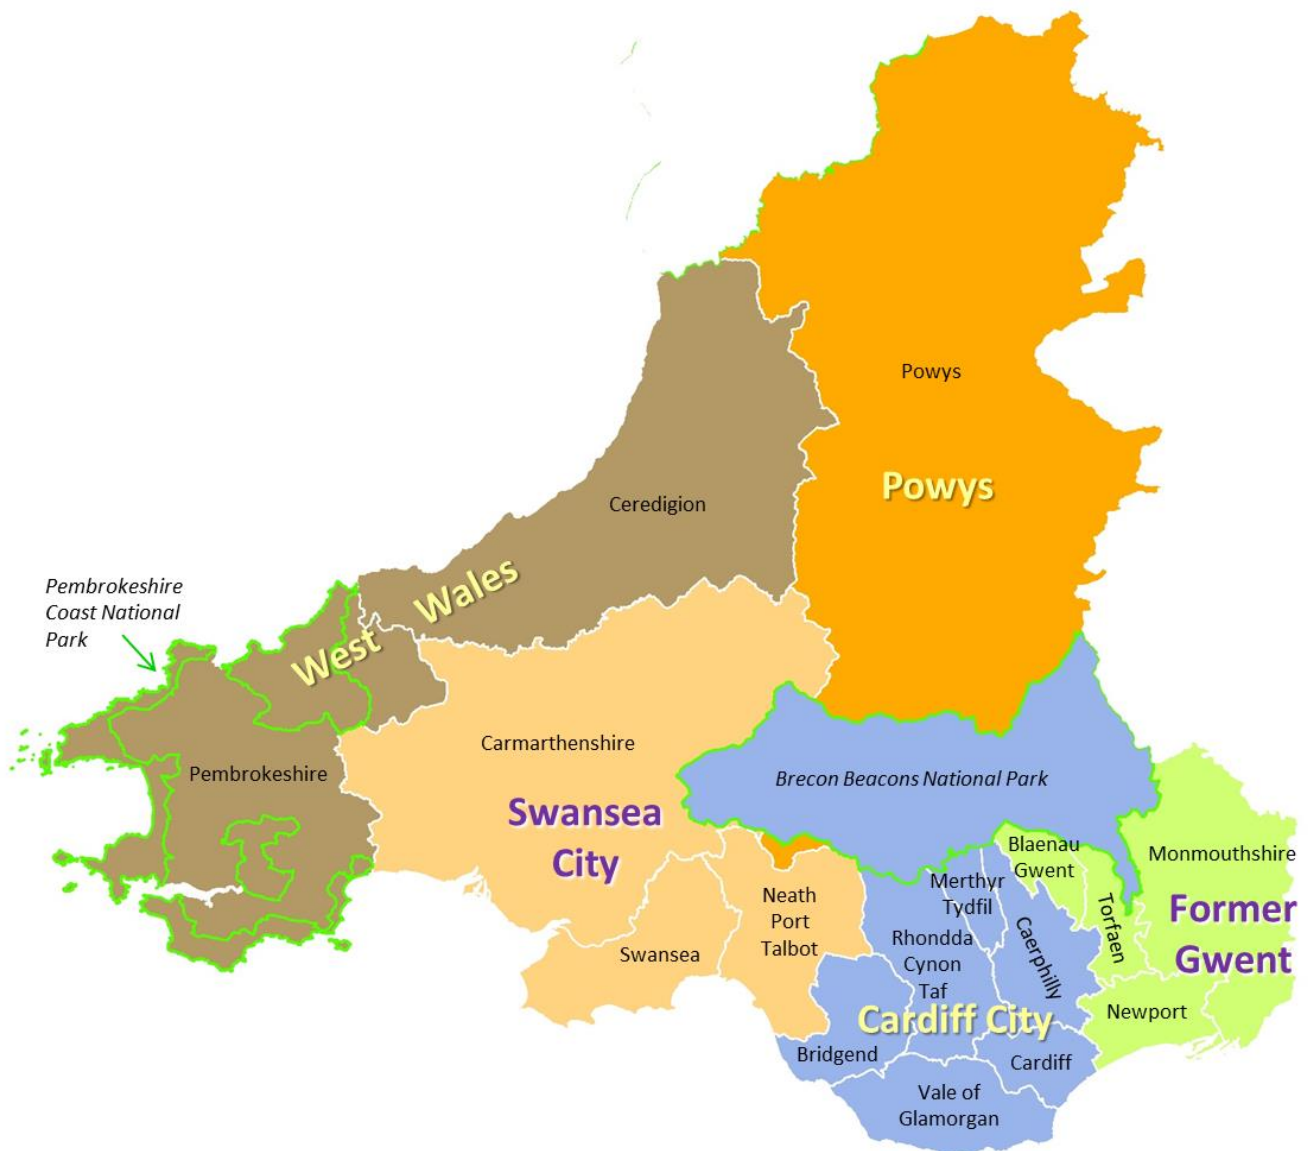 Powys
Powys
Ceredigion
West Wales
Pembrokeshire
Coast National
Park
Pembrokeshire
Carmarthenshire
Swansea
City
Brecon Beacons National Park
Swansea
Neath
Port
Talbot
Merthyr
Tydfil
Rhondda
Cynon
Taf
Caerphilly
Blaenau
Gwent
Torfaen
Monmouthshire
Former
Gwent
Newport
Cardiff City
Bridgend
Cardiff
Vale of
Glamorgan